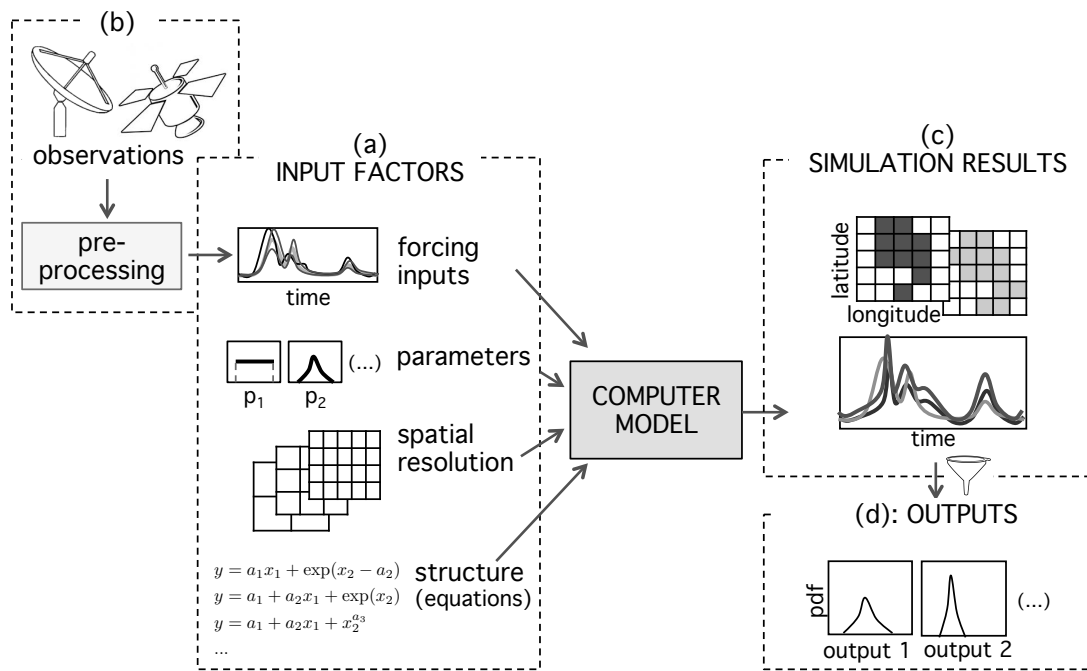 (b)
observations
pre-
processing
(a)
INPUT FACTORS
time
forcing
inputs
p₁
p₂
(...)
parameters
spatial
resolution
y = a₁x₁ + exp(x₂ − a₂)
y = a₁ + a₂x₁ + exp(x₂)
y = a₁ + a₂x₁ + x₂^{a₃}
...
structure
(equations)
COMPUTER
MODEL
(c)
SIMULATION RESULTS
latitude
longitude
time
(d): OUTPUTS
pdf
output 1
output 2
(...)